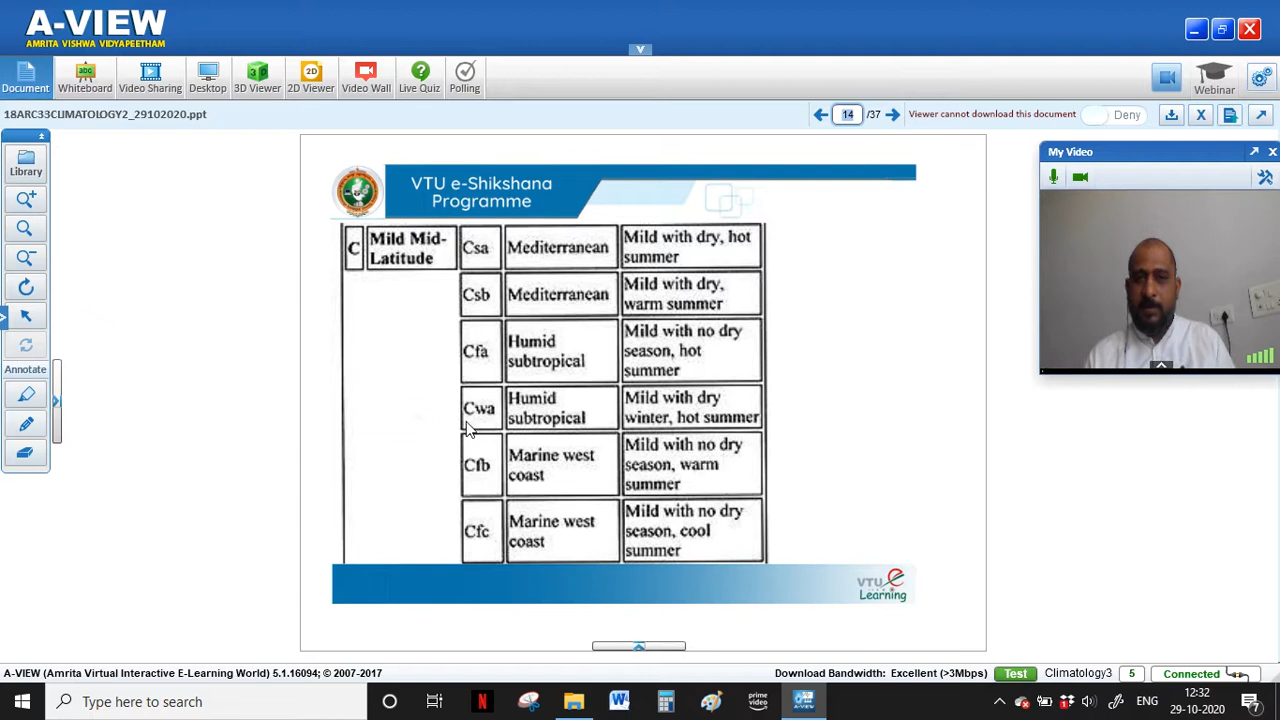 A-VIEW
AMRITA VISHWA VIDYAPEETHAM
Document
Whiteboard
Video Sharing
Desktop
3D Viewer
2D Viewer
Video Wall
Live Quiz
Polling
Webinar
18ARC33CLIMATOLOGY2_29102020.ppt
14 /37
Viewer cannot download this document
Deny
Library
Annotate
My Video
VTU e-Shikshana
Programme
C
Mild Mid-
Latitude
Csa
Mediterranean
Mild with dry, hot
summer
Csb
Mediterranean
Mild with dry,
warm summer
Cfa
Humid
subtropical
Mild with no dry
season, hot
summer
Cwa
Humid
subtropical
Mild with dry
winter, hot summer
Cfb
Marine west
coast
Mild with no dry
season, warm
summer
Cfc
Marine west
coast
Mild with no dry
season, cool
summer
VTU e
Learning
A-VIEW (Amrita Virtual Interactive E-Learning World) 5.1.16094; © 2007-2017
Download Bandwidth: Excellent (>3Mbps)
Test
Climatology3
5
Connected
Type here to search
prime
video
ENG
12:32
29-10-2020
7